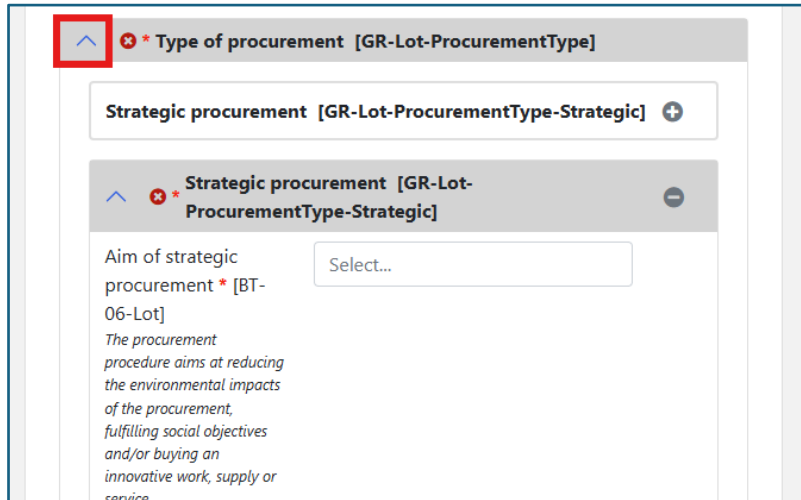 * Type of procurement [GR-Lot-ProcurementType]
Strategic procurement [GR-Lot-ProcurementType-Strategic]
* Strategic procurement [GR-Lot-
ProcurementType-Strategic]
Aim of strategic
procurement * [BT-
06-Lot]
Select...
The procurement
procedure aims at reducing
the environmental impacts
of the procurement,
fulfilling social objectives
and/or buying an
innovative work, supply or
service